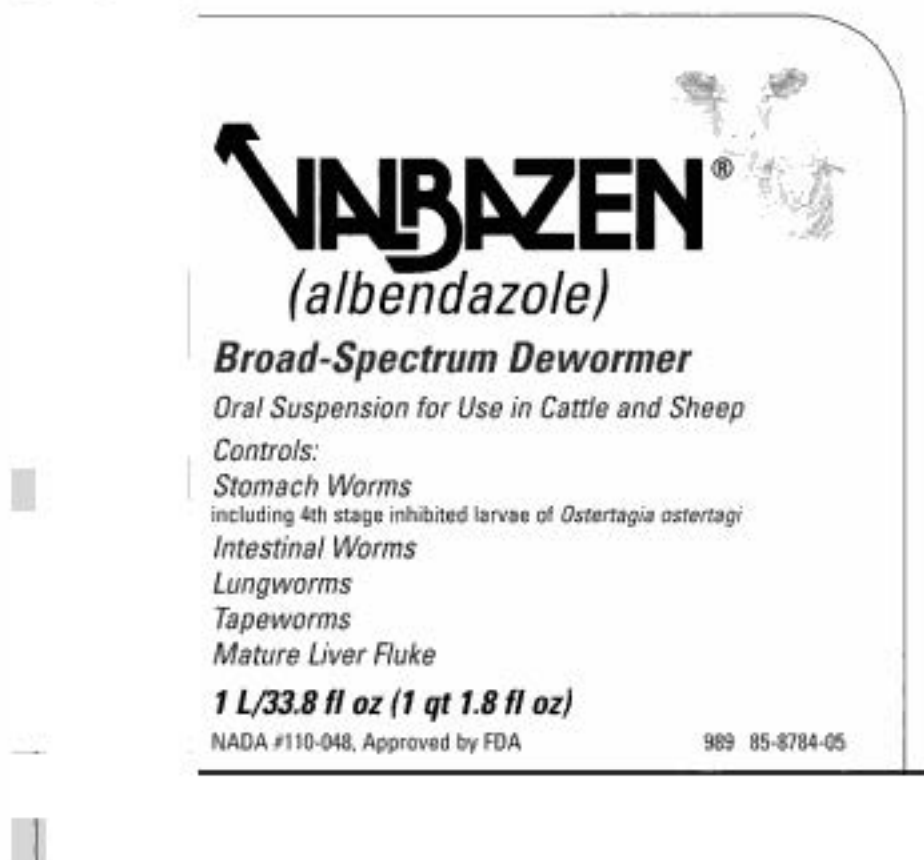 VALBAZEN®
(albendazole)
Broad-Spectrum Dewormer
Oral Suspension for Use in Cattle and Sheep
Controls:
Stomach Worms
including 4th stage inhibited larvae of Ostertagia ostertagi
Intestinal Worms
Lungworms
Tapeworms
Mature Liver Fluke
1 L/33.8 fl oz (1 qt 1.8 fl oz)
NADA #110-048, Approved by FDA 989 85-8784-05